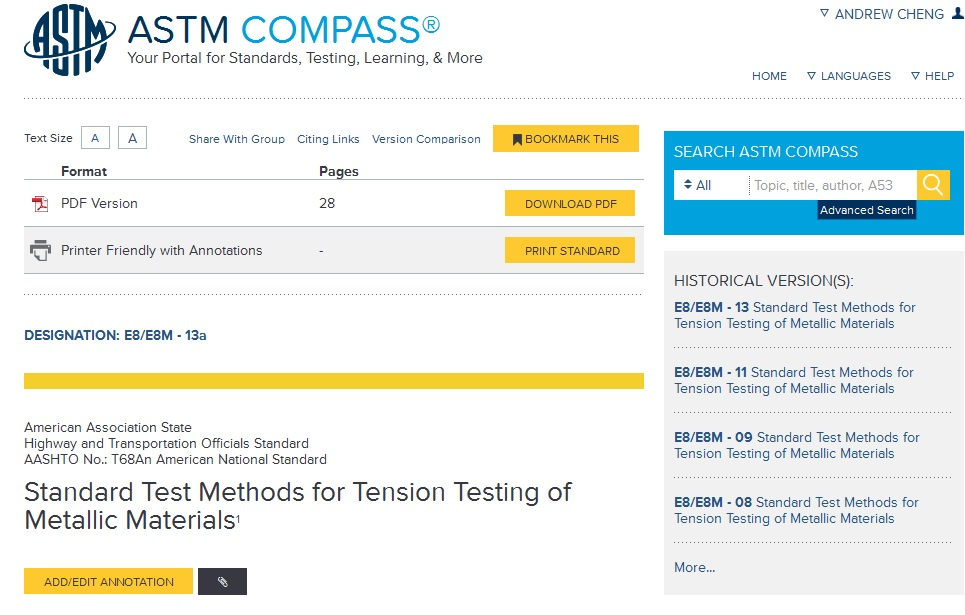 ASTM
ASTM COMPASS®
Your Portal for Standards, Testing, Learning, & More
ANDREW CHENG
HOME LANGUAGES HELP
Text Size A A Share With Group Citing Links Version Comparison BOOKMARK THIS
Format Pages
PDF Version 28 DOWNLOAD PDF
Printer Friendly with Annotations - PRINT STANDARD
DESIGNATION: E8/E8M - 13a
American Association State
Highway and Transportation Officials Standard
AASHTO No.: T68An American National Standard
Standard Test Methods for Tension Testing of
Metallic Materials¹
ADD/EDIT ANNOTATION
SEARCH ASTM COMPASS
All Topic, title, author, A53
Advanced Search
HISTORICAL VERSION(S):
E8/E8M - 13 Standard Test Methods for
Tension Testing of Metallic Materials
E8/E8M - 11 Standard Test Methods for
Tension Testing of Metallic Materials
E8/E8M - 09 Standard Test Methods for
Tension Testing of Metallic Materials
E8/E8M - 08 Standard Test Methods for
Tension Testing of Metallic Materials
More...